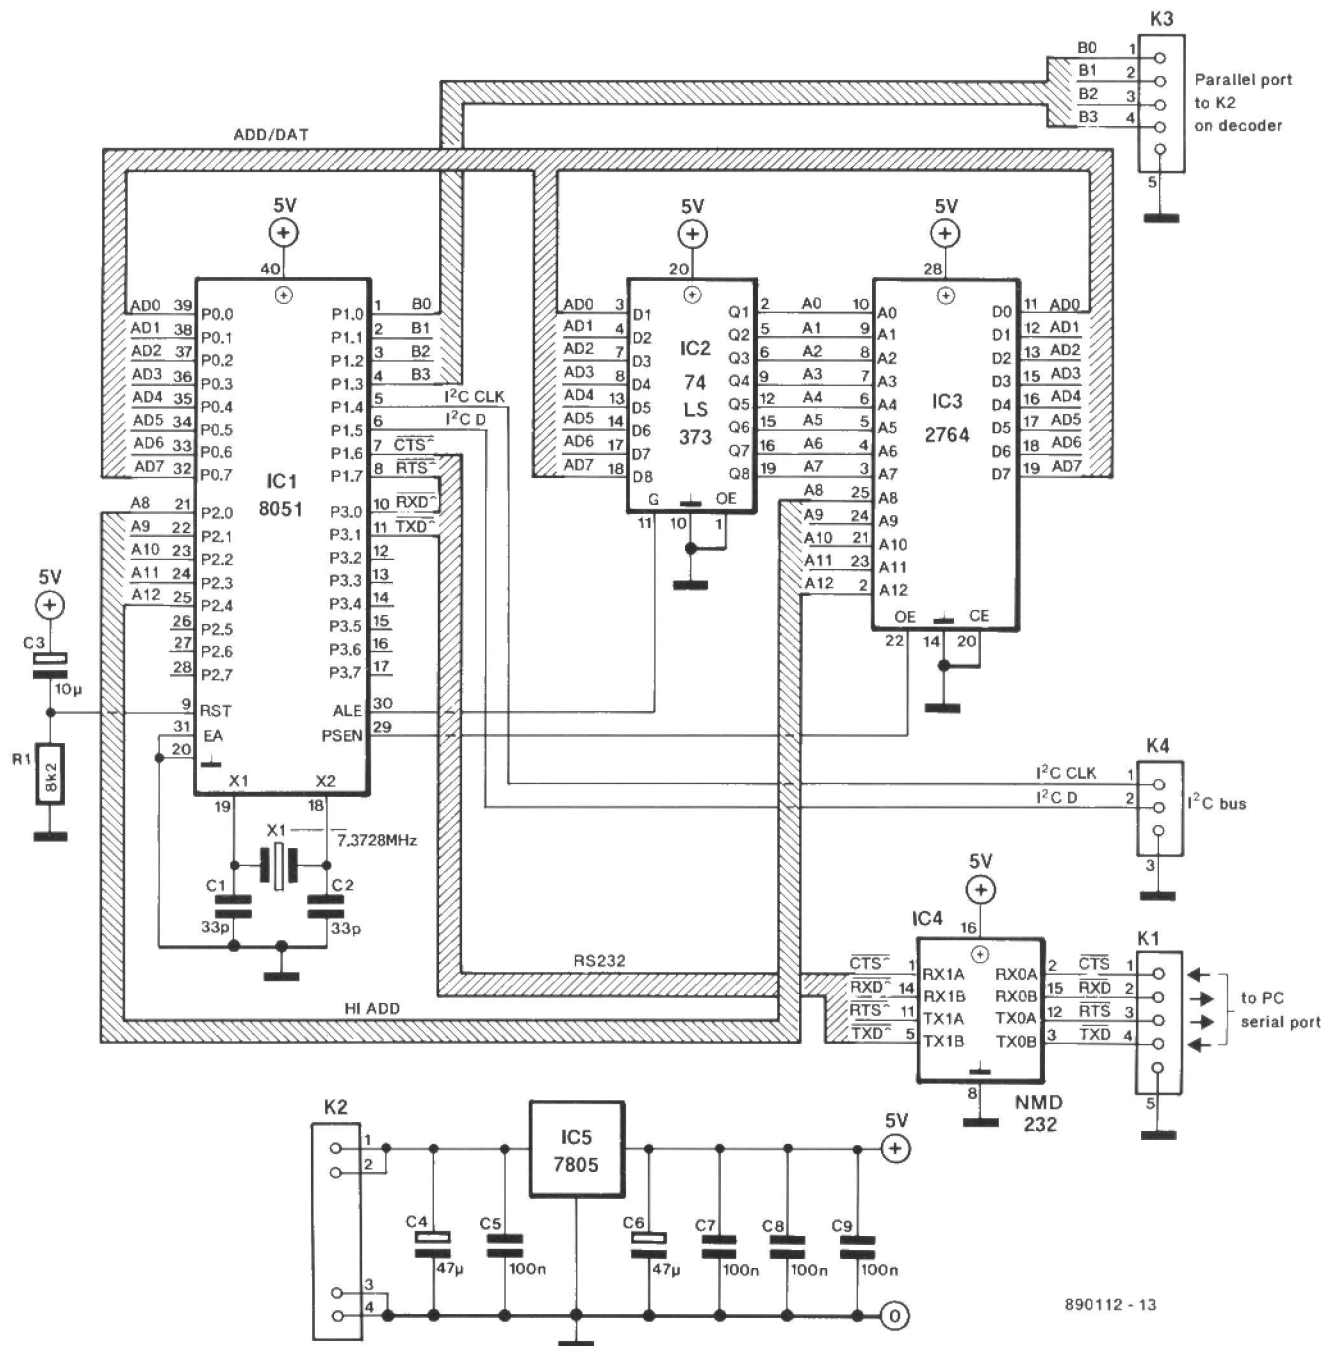 K3
B0 1
B1 2
B2 3
B3 4
5
Parallel port
to K2
on decoder
ADD/DAT
5V
40
IC1
8051
AD0 39 P0.0
AD1 38 P0.1
AD2 37 P0.2
AD3 36 P0.3
AD4 35 P0.4
AD5 34 P0.5
AD6 33 P0.6
AD7 32 P0.7
A8 21 P2.0
A9 22 P2.1
A10 23 P2.2
A11 24 P2.3
A12 25 P2.4
26 P2.5
27 P2.6
28 P2.7
9 RST
31 EA
20
P1.0 1 B0
P1.1 2 B1
P1.2 3 B2
P1.3 4 B3
P1.4 5 I²C CLK
P1.5 6 I²C D
P1.6 7 CTS^
P1.7 8 RTS^
P3.0 10 RXD^
P3.1 11 TXD^
P3.2 12
P3.3 13
P3.4 14
P3.5 15
P3.6 16
P3.7 17
ALE 30
PSEN 29
X1 X2
19 18
X1
7,3728MHz
C1
33p
C2
33p
5V
C3
10µ
R1
8k2
5V
20
IC2
74
LS
373
AD0 3 D1
AD1 4 D2
AD2 7 D3
AD3 8 D4
AD4 13 D5
AD5 14 D6
AD6 17 D7
AD7 18 D8
Q1 2 A0
Q2 5 A1
Q3 6 A2
Q4 9 A3
Q5 12 A4
Q6 15 A5
Q7 16 A6
Q8 19 A7
G OE
11 10 1
5V
28
IC3
2764
10 A0
9 A1
8 A2
7 A3
6 A4
5 A5
4 A6
3 A7
A8 25 A8
A9 24 A9
A10 21 A10
A11 23 A11
A12 2 A12
D0 11 AD0
D1 12 AD1
D2 13 AD2
D3 15 AD3
D4 16 AD4
D5 17 AD5
D6 18 AD6
D7 19 AD7
OE CE
22 14 20
K4
I²C CLK 1
I²C D 2
3
I²C bus
RS232
HI ADD
5V
IC4
16
CTS^ 1 RX1A
RXD^ 14 RX1B
RTS^ 11 TX1A
TXD^ 5 TX1B
RX0A 2 CTS 1
RX0B 15 RXD 2
TX0A 12 RTS 3
TX0B 3 TXD 4
8
NMD
232
K1
5
to PC
serial port
K2
1
2
3
4
IC5
7805
5V
C4
47µ
C5
100n
C6
47µ
C7
100n
C8
100n
C9
100n
0
890112 - 13